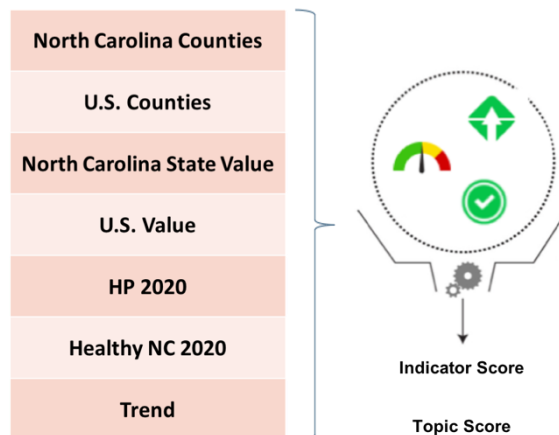 North Carolina Counties
U.S. Counties
North Carolina State Value
U.S. Value
HP 2020
Healthy NC 2020
Trend
Indicator Score
Topic Score